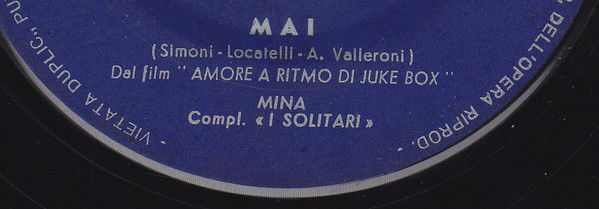 MAI
(Simoni - Locatelli - A. Valleroni)
Dal film " AMORE A RITMO DI JUKE BOX "
MINA
Compl. « I SOLITARI »
DELL'OPERA RIPROD. - - VIETATA DUPLIC.,